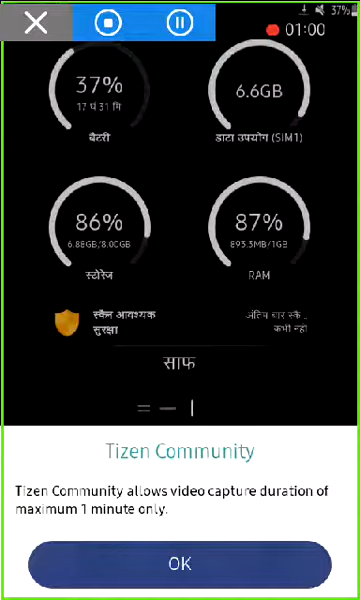 37%
01:00
37%
17 घं 31 मि
बैटरी
6.6GB
डाटा उपयोग (SIM1)
86%
6.88GB/8.00GB
स्टोरेज
87%
893.3MB/1GB
RAM
स्कैन आवश्यक
सुरक्षा
अंतिम बार स्कै...
कभी नहीं
साफ
Tizen Community
Tizen Community allows video capture duration of
maximum 1 minute only.
OK